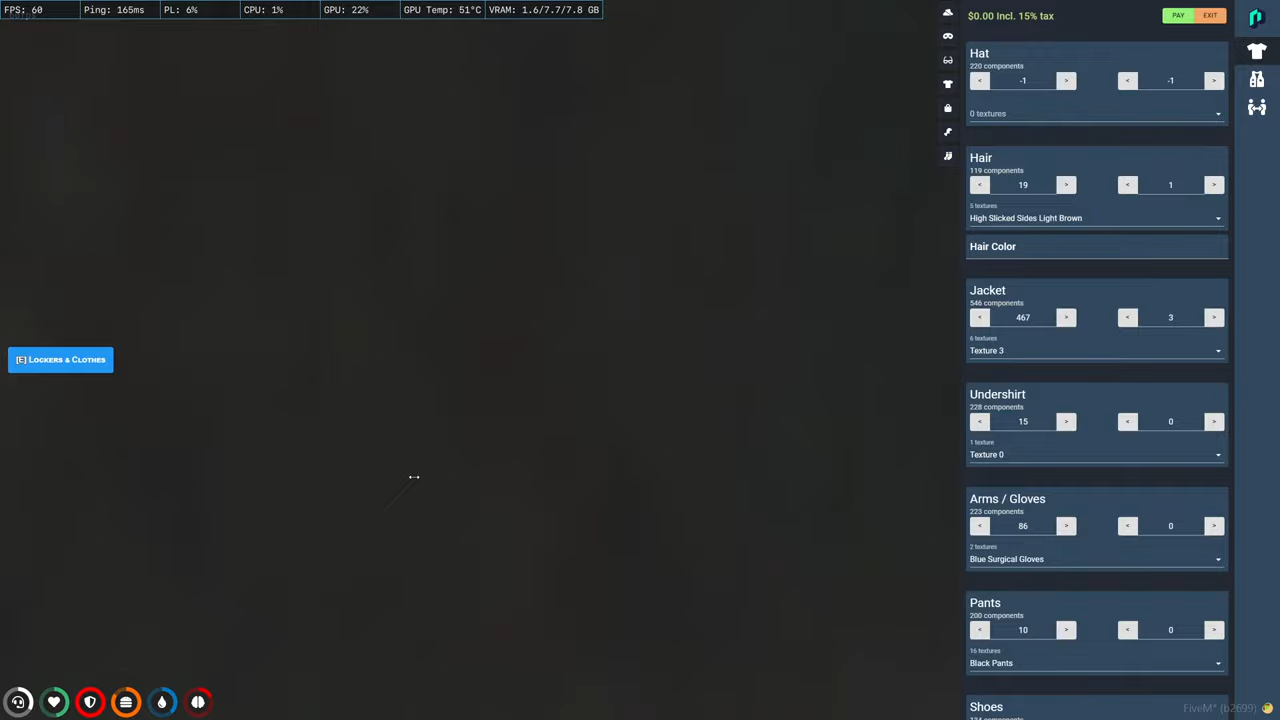 FPS: 60 Ping: 165ms PL: 6% CPU: 1% GPU: 22% GPU Temp: 51°C VRAM: 1.6/7.7/7.8 GB
$0.00 Incl. 15% tax PAY EXIT
Hat
220 components
< -1 > < -1 >
0 textures
Hair
119 components
< 19 > < 1 >
5 textures
High Slicked Sides Light Brown
Hair Color
Jacket
546 components
< 467 > < 3 >
6 textures
Texture 3
[E] Lockers & Clothes
Undershirt
228 components
< 15 > < 0 >
1 texture
Texture 0
Arms / Gloves
223 components
< 86 > < 0 >
2 textures
Blue Surgical Gloves
Pants
200 components
< 10 > < 0 >
16 textures
Black Pants
Shoes
FiveM* (b2699)